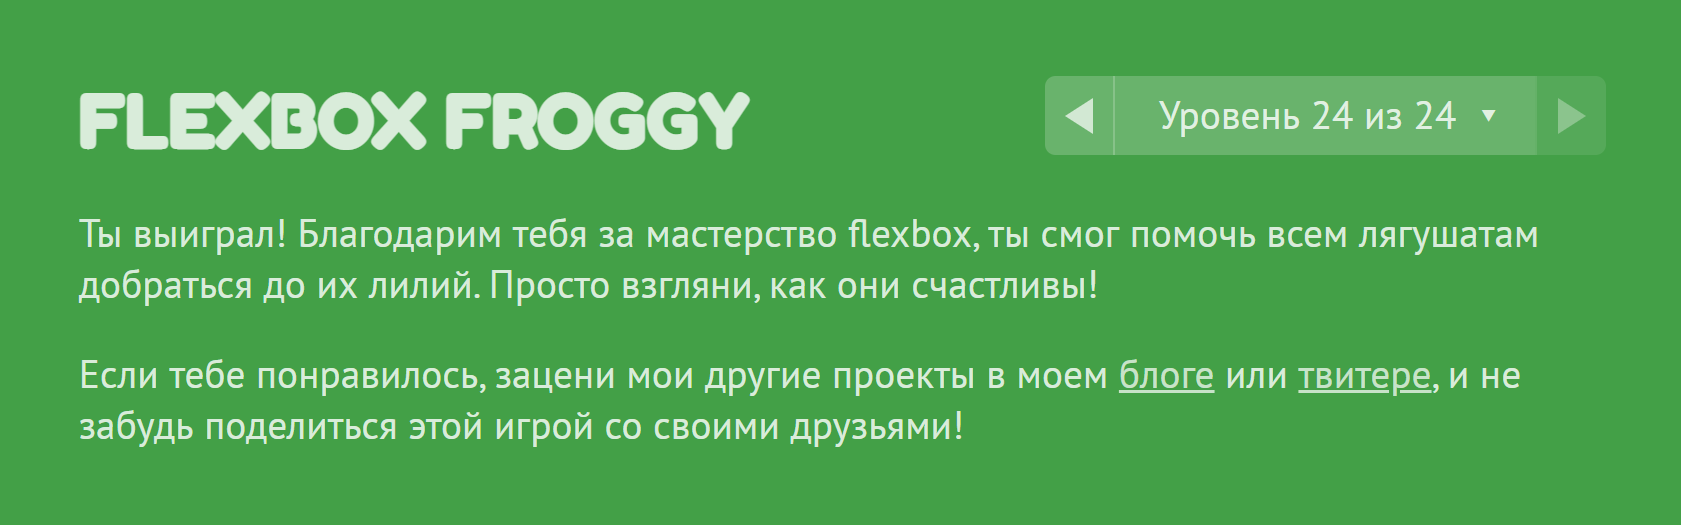 FLEXBOX FROGGY
Уровень 24 из 24
Ты выиграл! Благодарим тебя за мастерство flexbox, ты смог помочь всем лягушатам
добраться до их лилий. Просто взгляни, как они счастливы!
Если тебе понравилось, зацени мои другие проекты в моем блоге или твитере, и не
забудь поделиться этой игрой со своими друзьями!